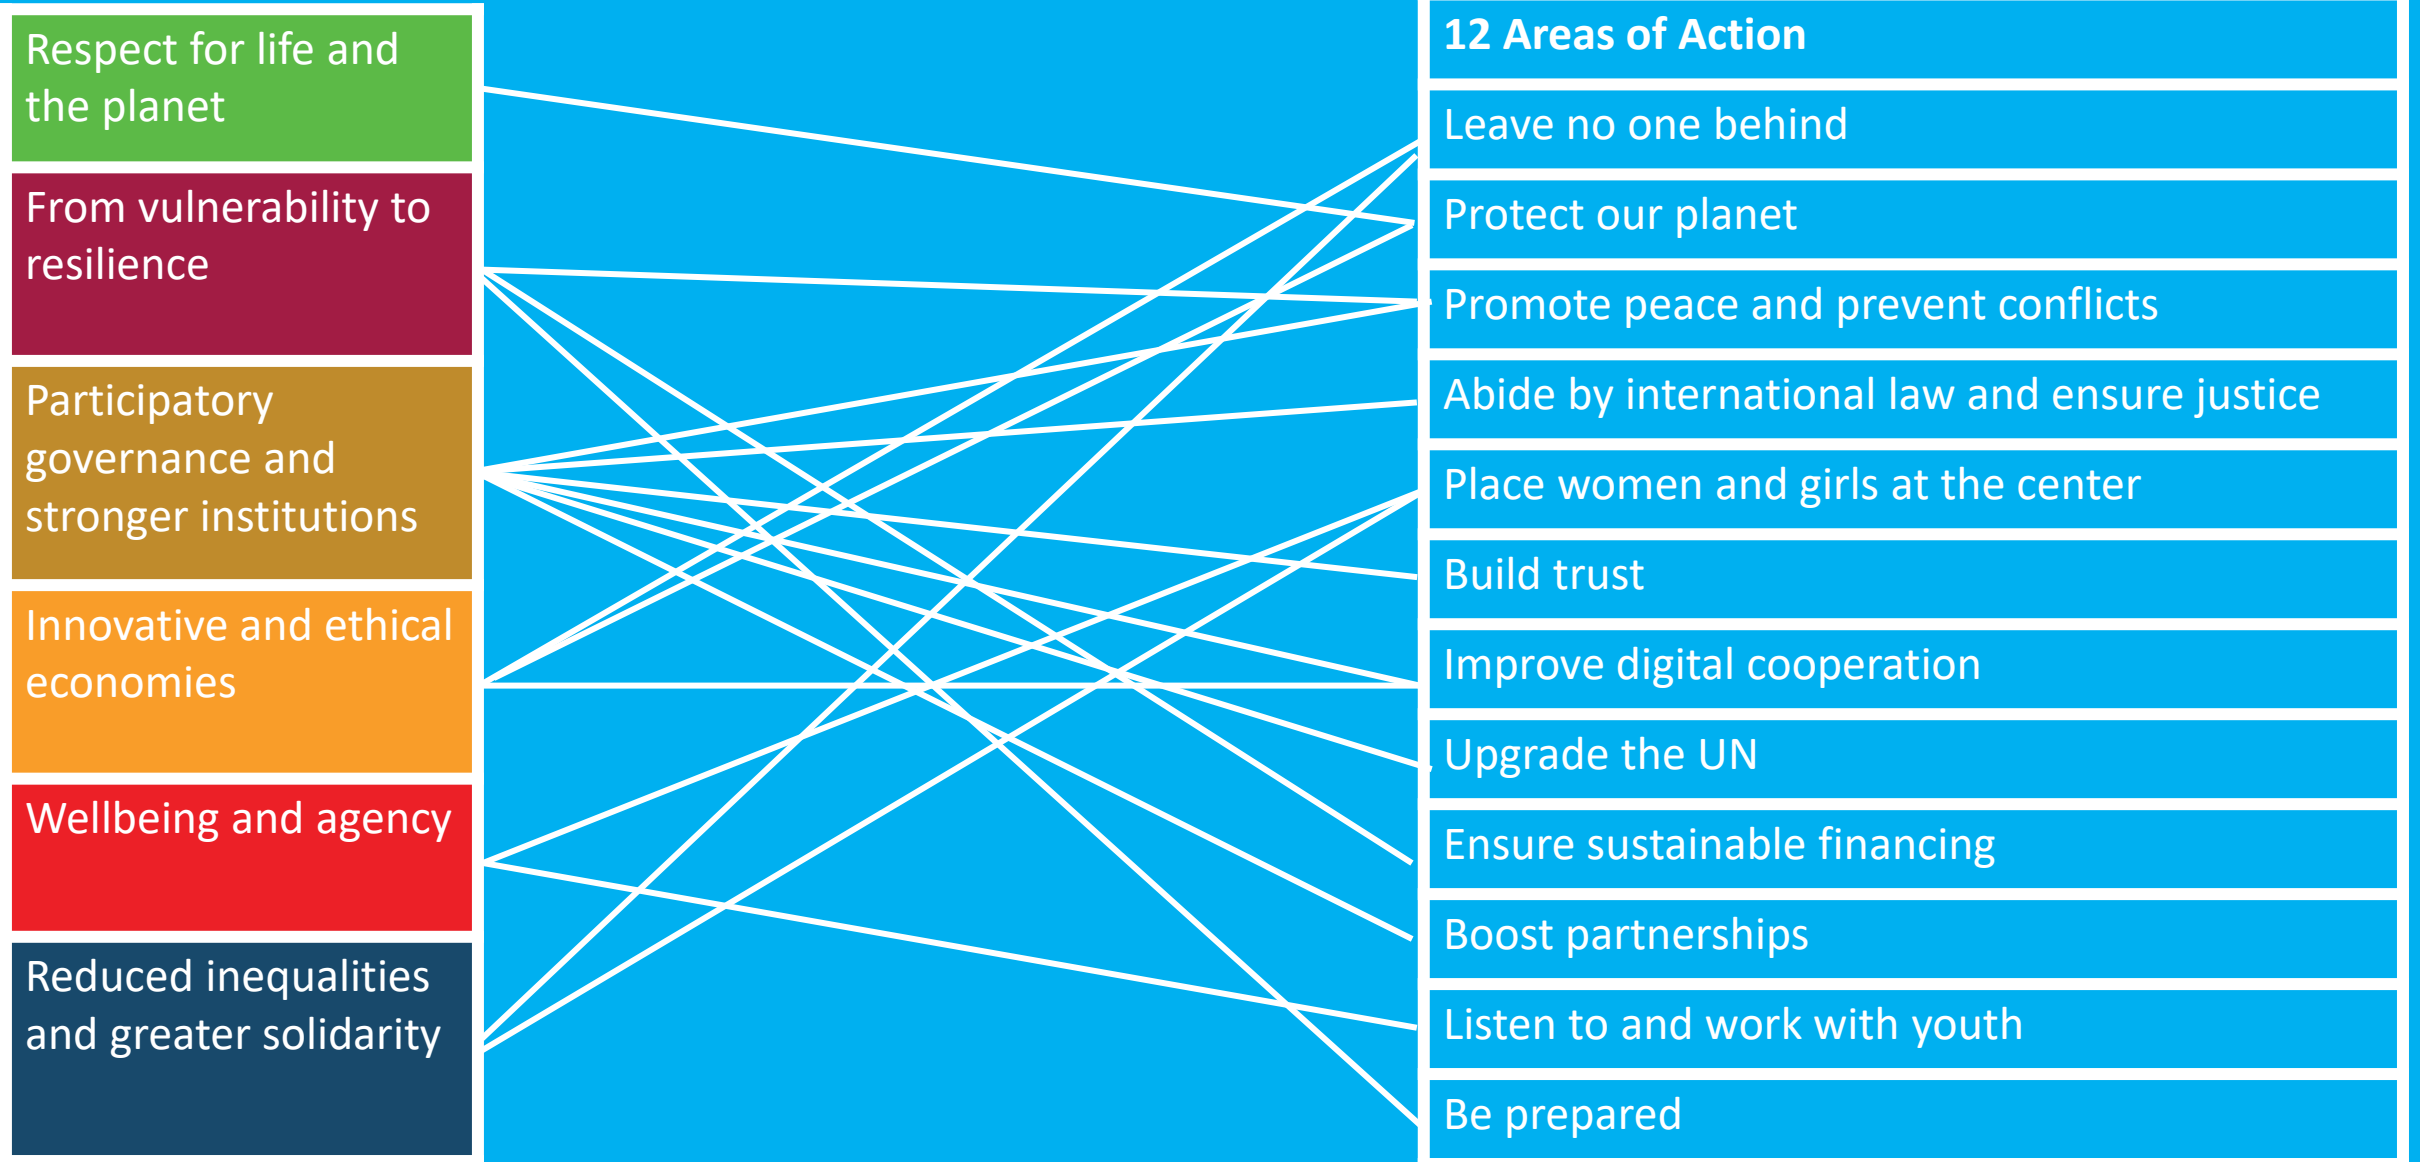 Respect for life and
the planet
From vulnerability to
resilience
Participatory
governance and
stronger institutions
Innovative and ethical
economies
Wellbeing and agency
Reduced inequalities
and greater solidarity
12 Areas of Action
Leave no one behind
Protect our planet
Promote peace and prevent conflicts
Abide by international law and ensure justice
Place women and girls at the center
Build trust
Improve digital cooperation
Upgrade the UN
Ensure sustainable financing
Boost partnerships
Listen to and work with youth
Be prepared